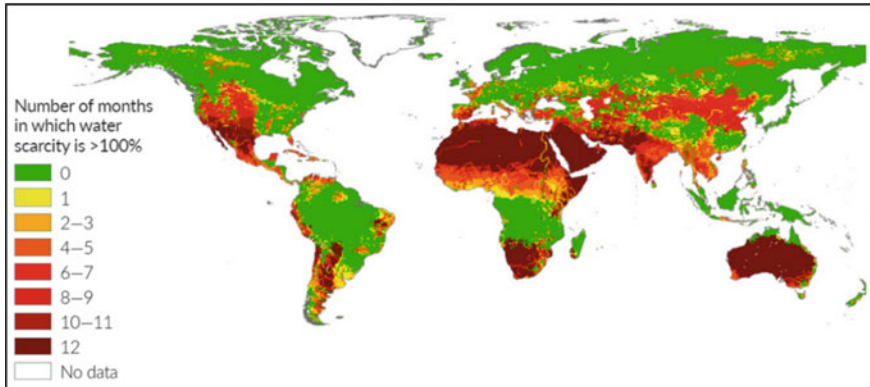 Number of months
in which water
scarcity is >100%
0
1
2–3
4–5
6–7
8–9
10–11
12
No data